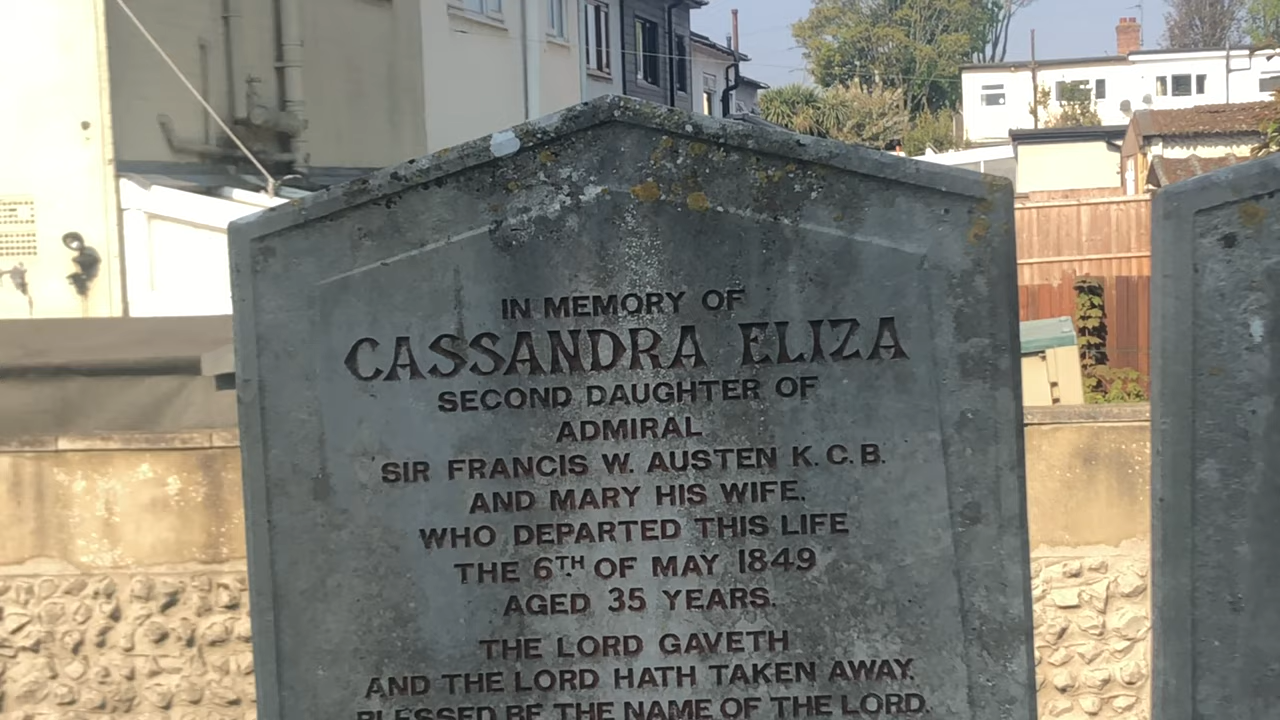 IN MEMORY OF
CASSANDRA ELIZA
SECOND DAUGHTER OF
ADMIRAL
SIR FRANCIS W. AUSTEN K.C.B.
AND MARY HIS WIFE.
WHO DEPARTED THIS LIFE
THE 6TH OF MAY 1849
AGED 35 YEARS.
THE LORD GAVETH
AND THE LORD HATH TAKEN AWAY.
BLESSED BE THE NAME OF THE LORD.